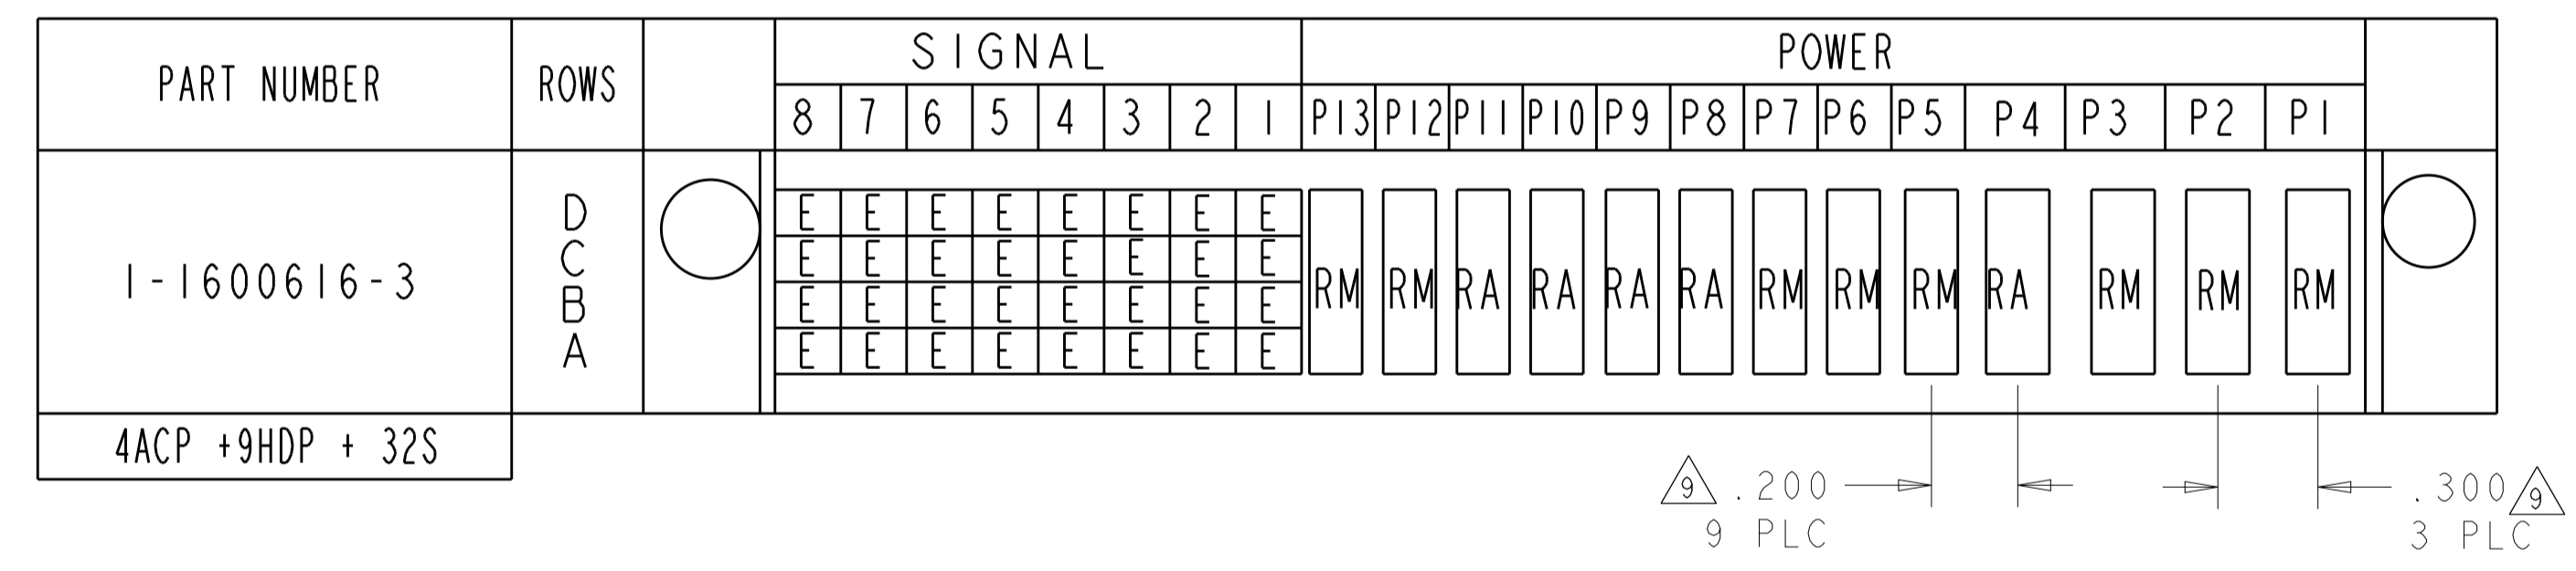 PART NUMBER ROWS SIGNAL POWER
8 7 6 5 4 3 2 1 P13 P12 P11 P10 P9 P8 P7 P6 P5 P4 P3 P2 P1
1-1600616-3
D E E E E E E E E
C E E E E E E E E
B E E E E E E E E
A E E E E E E E E
RM RM RA RA RA RA RM RM RM RA RM RM RM
4ACP +9HDP + 32S
9 .200
9 PLC
.300 9
3 PLC